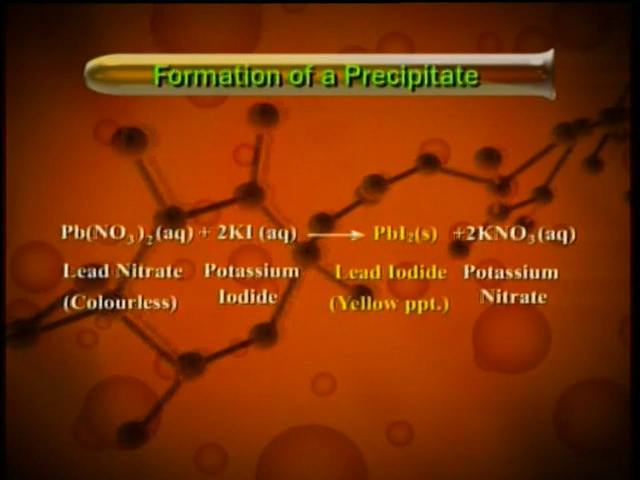 Formation of a Precipitate
Pb(NO₃)₂(aq) + 2KI (aq) ⟶ PbI₂(s) +2KNO₃(aq)
Lead Nitrate Potassium Lead Iodide Potassium
(Colourless) Iodide (Yellow ppt.) Nitrate